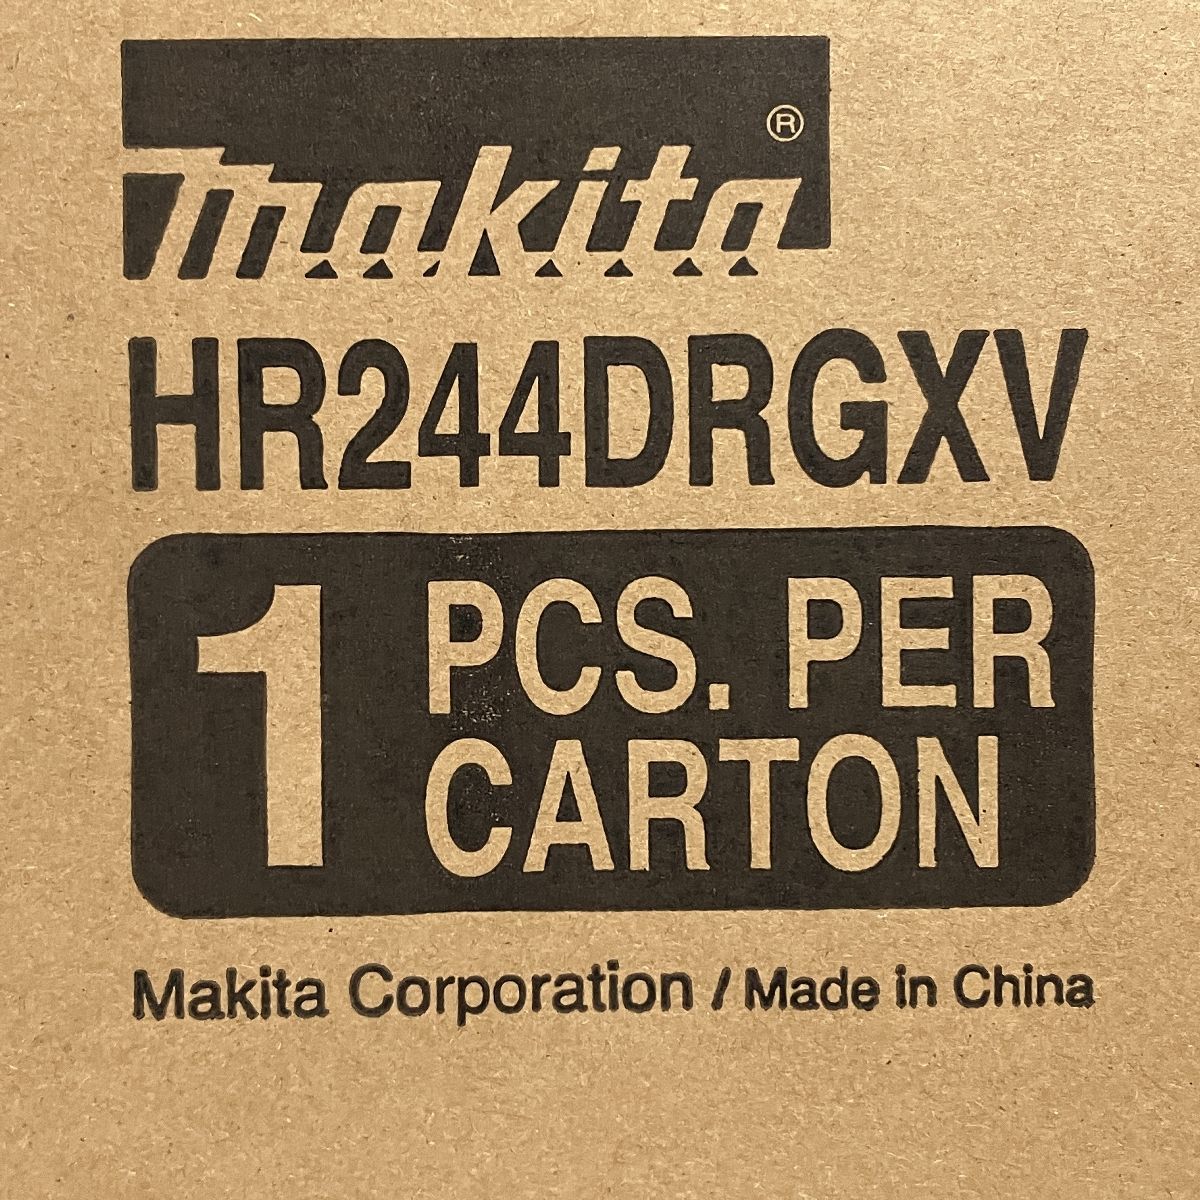 makita®
HR244DRGXV
1 PCS. PER
CARTON
Makita Corporation / Made in China